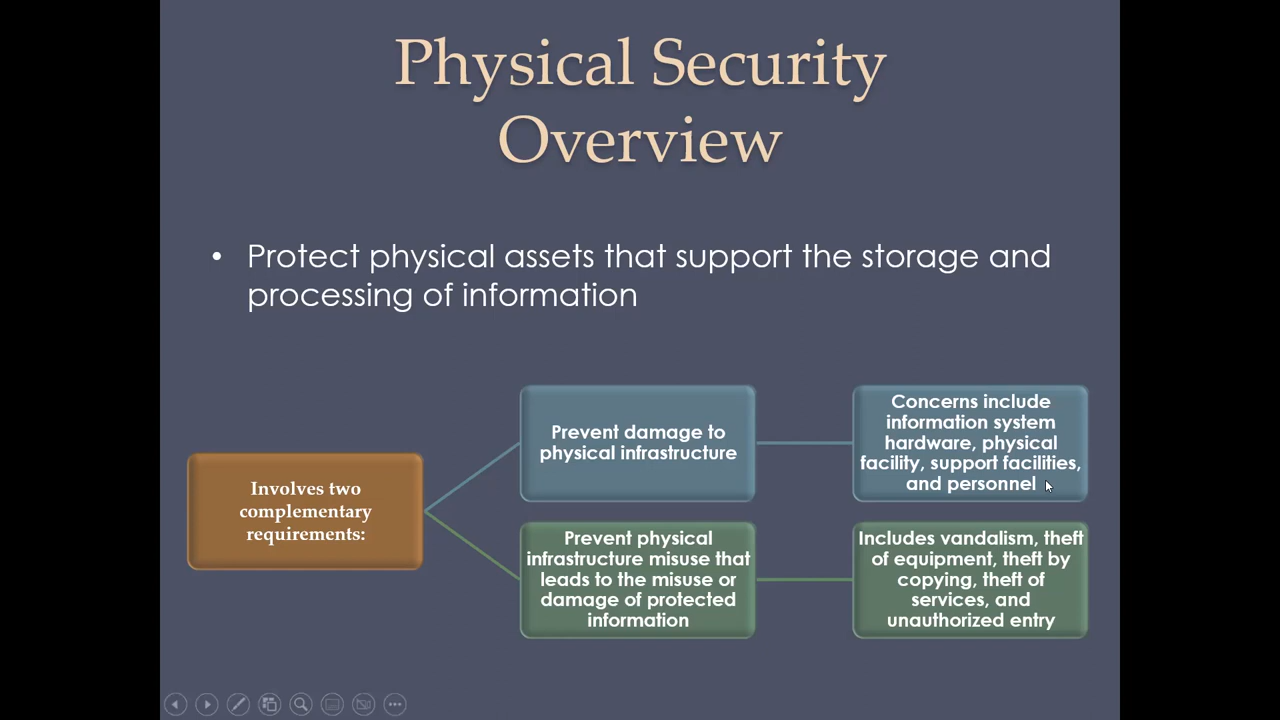 Physical Security
Overview
• Protect physical assets that support the storage and
processing of information
Involves two
complementary
requirements:
Prevent damage to
physical infrastructure
Concerns include
information system
hardware, physical
facility, support facilities,
and personnel
Prevent physical
infrastructure misuse that
leads to the misuse or
damage of protected
information
Includes vandalism, theft
of equipment, theft by
copying, theft of
services, and
unauthorized entry